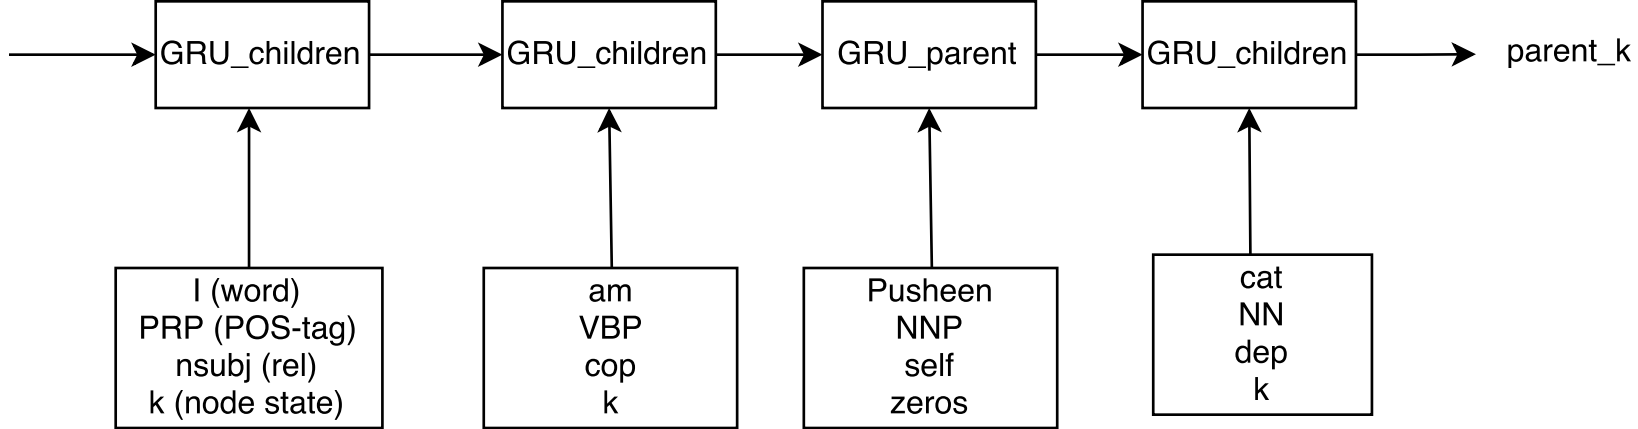 GRU_children
GRU_children
GRU_parent
GRU_children
parent_k
I (word)
PRP (POS-tag)
nsubj (rel)
k (node state)
am
VBP
cop
k
Pusheen
NNP
self
zeros
cat
NN
dep
k